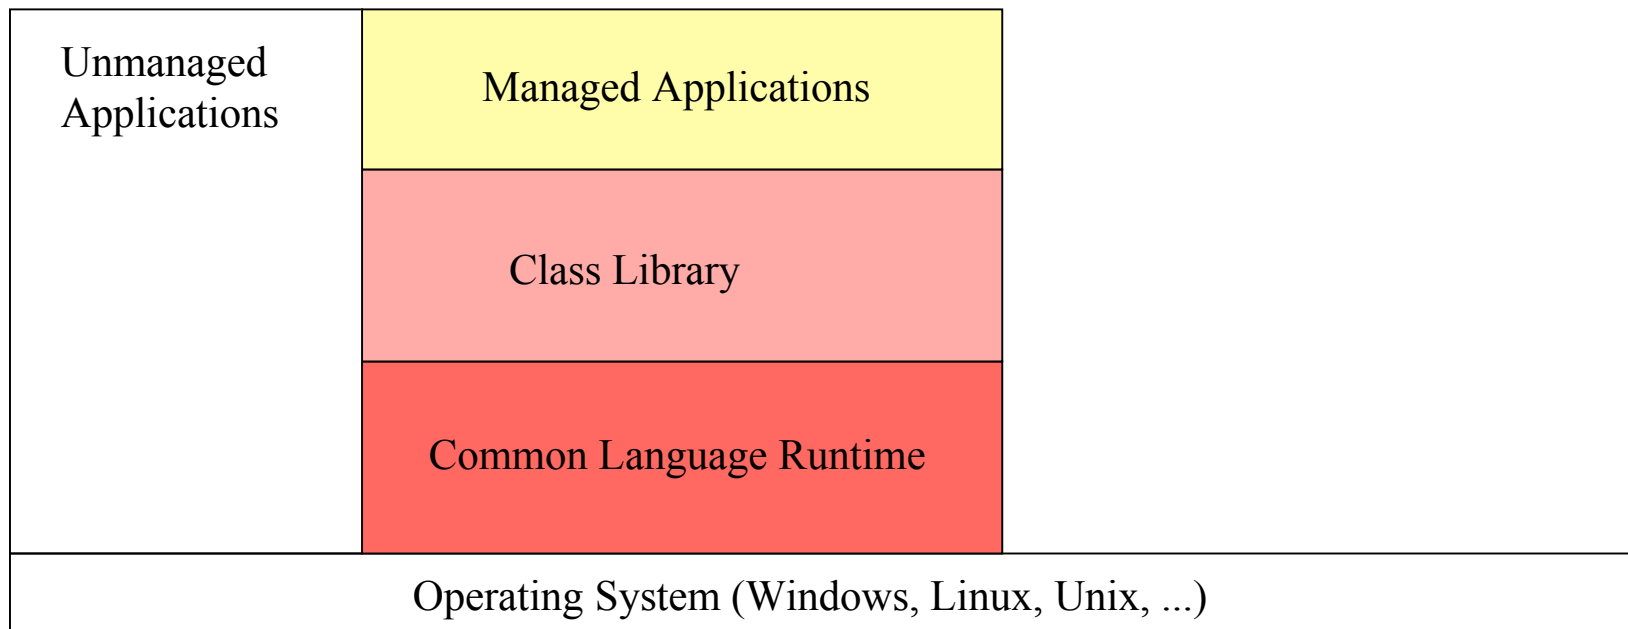 Unmanaged
Applications
Managed Applications
Class Library
Common Language Runtime
Operating System (Windows, Linux, Unix, ...)